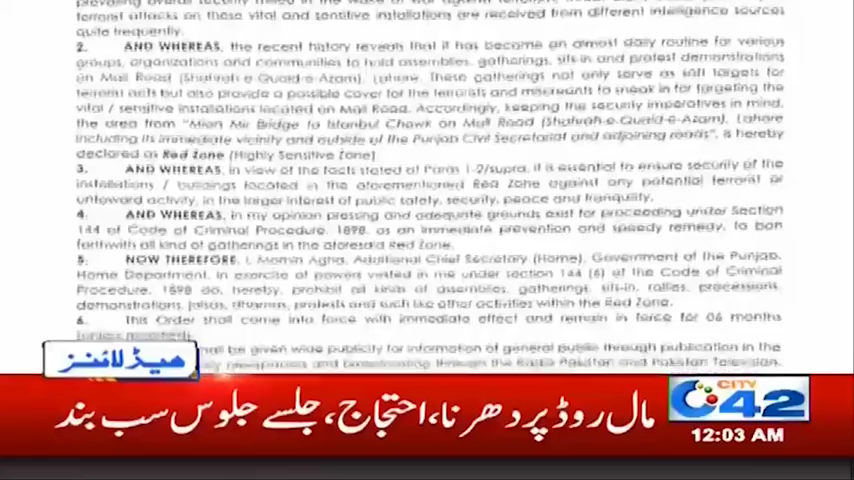 prevailing overall security
terrorist attacks on these vital and sensitive installations are received from different intelligence sources
quite frequently.
2. AND WHEREAS, the recent history reveals that it has become an almost daily routine for various
groups, organizations and communities to hold assemblies, gatherings, sit-in and protest demonstrations
on Mall Road (Shahrah-e-Quaid-e-Azam), Lahore. These gatherings not only serve as soft targets for
terrorist acts but also provide a possible cover for the terrorists and miscreants to sneak in for targeting the
vital / sensitive installations located on Mall Road. Accordingly, keeping the security imperatives in mind,
the area from "Mian Mir Bridge to Istanbul Chowk on Mall Road (Shahrah-e-Quaid-e-Azam), Lahore
including its immediate vicinity and outside of the Punjab Civil Secretariat and adjoining roads", is hereby
declared as Red Zone (Highly Sensitive Zone)
3. AND WHEREAS, in view of the facts stated at Para 1-2/supra, it is essential to ensure security of the
installations / buildings located in the aforementioned Red Zone against any potential terrorist or
untoward activity, in the larger interest of public safety, security, peace and tranquility.
4. AND WHEREAS, in my opinion pressing and adequate grounds exist for proceeding under Section
144 of Code of Criminal Procedure, 1898, as an immediate prevention and speedy remedy, to ban
forthwith all kind of gatherings in the aforesaid Red Zone.
5. NOW THEREFORE, I, Momin Agha, Additional Chief Secretary (Home), Government of the Punjab,
Home Department, in exercise of powers vested in me under section 144 (6) of the Code of Criminal
Procedure, 1898 do, hereby, prohibit all kinds of assemblies, gatherings, sit-in, rallies, processions,
demonstrations, jalsas, dharnas, protests and such like other activities within the Red Zone.
6. This Order shall come into force with immediate effect and remain in force for 06 months
shall be given wide publicity for information of general public through publication in the
newspapers and broadcasting through the Radio Pakistan and Pakistan Television.
ہیڈلائنز
مال روڈ پر دھرنا، احتجاج، جلسے جلوس سب بند
CITY
42
12:03 AM